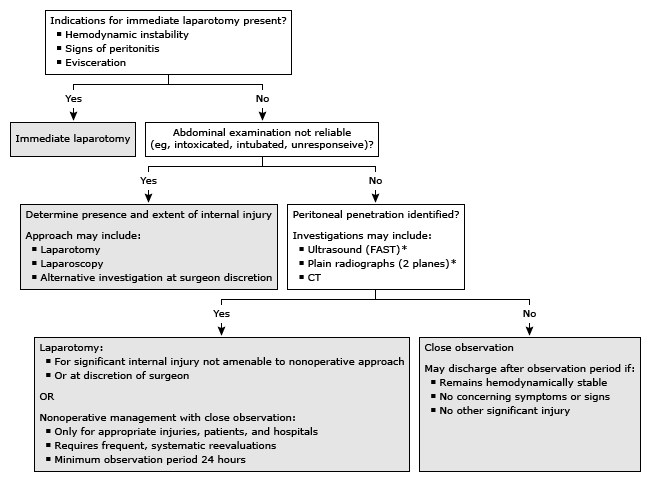 Indications for immediate laparotomy present?
▪ Hemodynamic instability
▪ Signs of peritonitis
▪ Evisceration
Yes
No
Immediate laparotomy
Abdominal examination not reliable
(eg, intoxicated, intubated, unresponseive)?
Yes
No
Determine presence and extent of internal injury
Approach may include:
▪ Laparotomy
▪ Laparoscopy
▪ Alternative investigation at surgeon discretion
Peritoneal penetration identified?
Investigations may include:
▪ Ultrasound (FAST)*
▪ Plain radiographs (2 planes)*
▪ CT
Yes
No
Laparotomy:
▪ For significant internal injury not amenable to nonoperative approach
▪ Or at discretion of surgeon
OR
Nonoperative management with close observation:
▪ Only for appropriate injuries, patients, and hospitals
▪ Requires frequent, systematic reevaluations
▪ Minimum observation period 24 hours
Close observation
May discharge after observation period if:
▪ Remains hemodynamically stable
▪ No concerning symptoms or signs
▪ No other significant injury